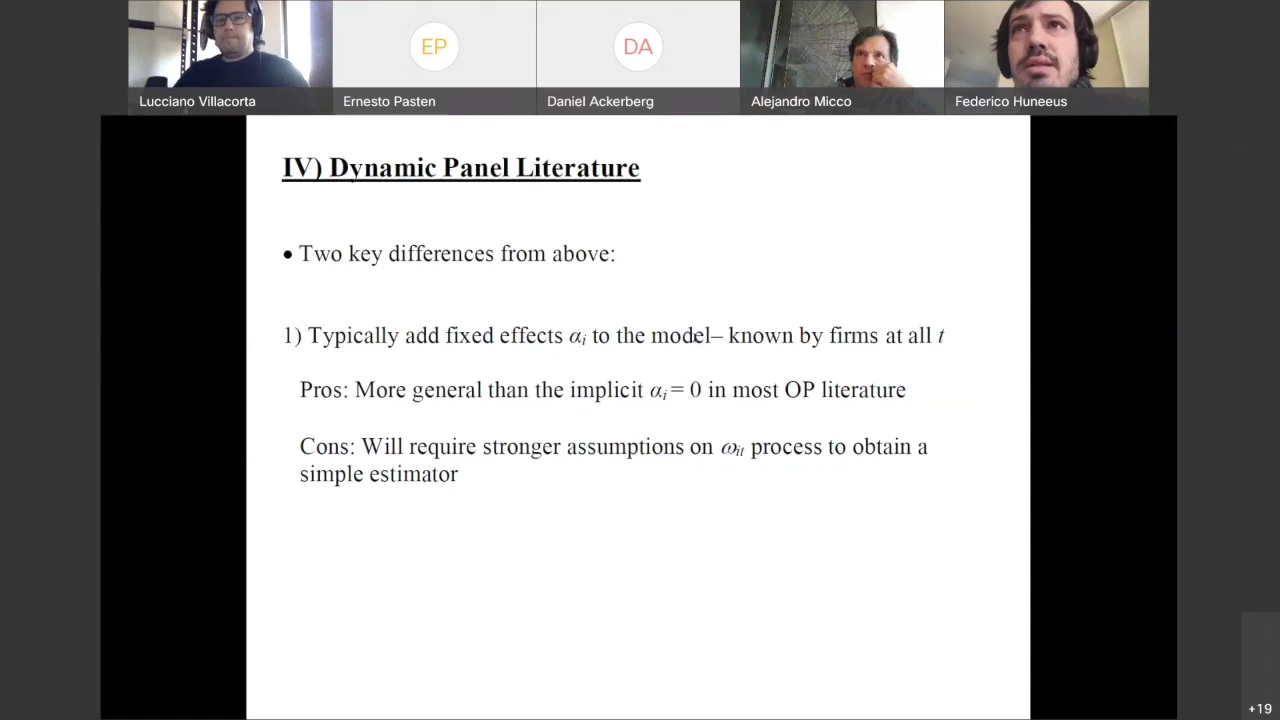 EP
DA
Lucciano Villacorta
Ernesto Pasten
Daniel Ackerberg
Alejandro Micco
Federico Huneeus
IV) Dynamic Panel Literature
• Two key differences from above:
1) Typically add fixed effects αi to the model– known by firms at all t
Pros: More general than the implicit αi = 0 in most OP literature
Cons: Will require stronger assumptions on ωit process to obtain a
simple estimator
+19